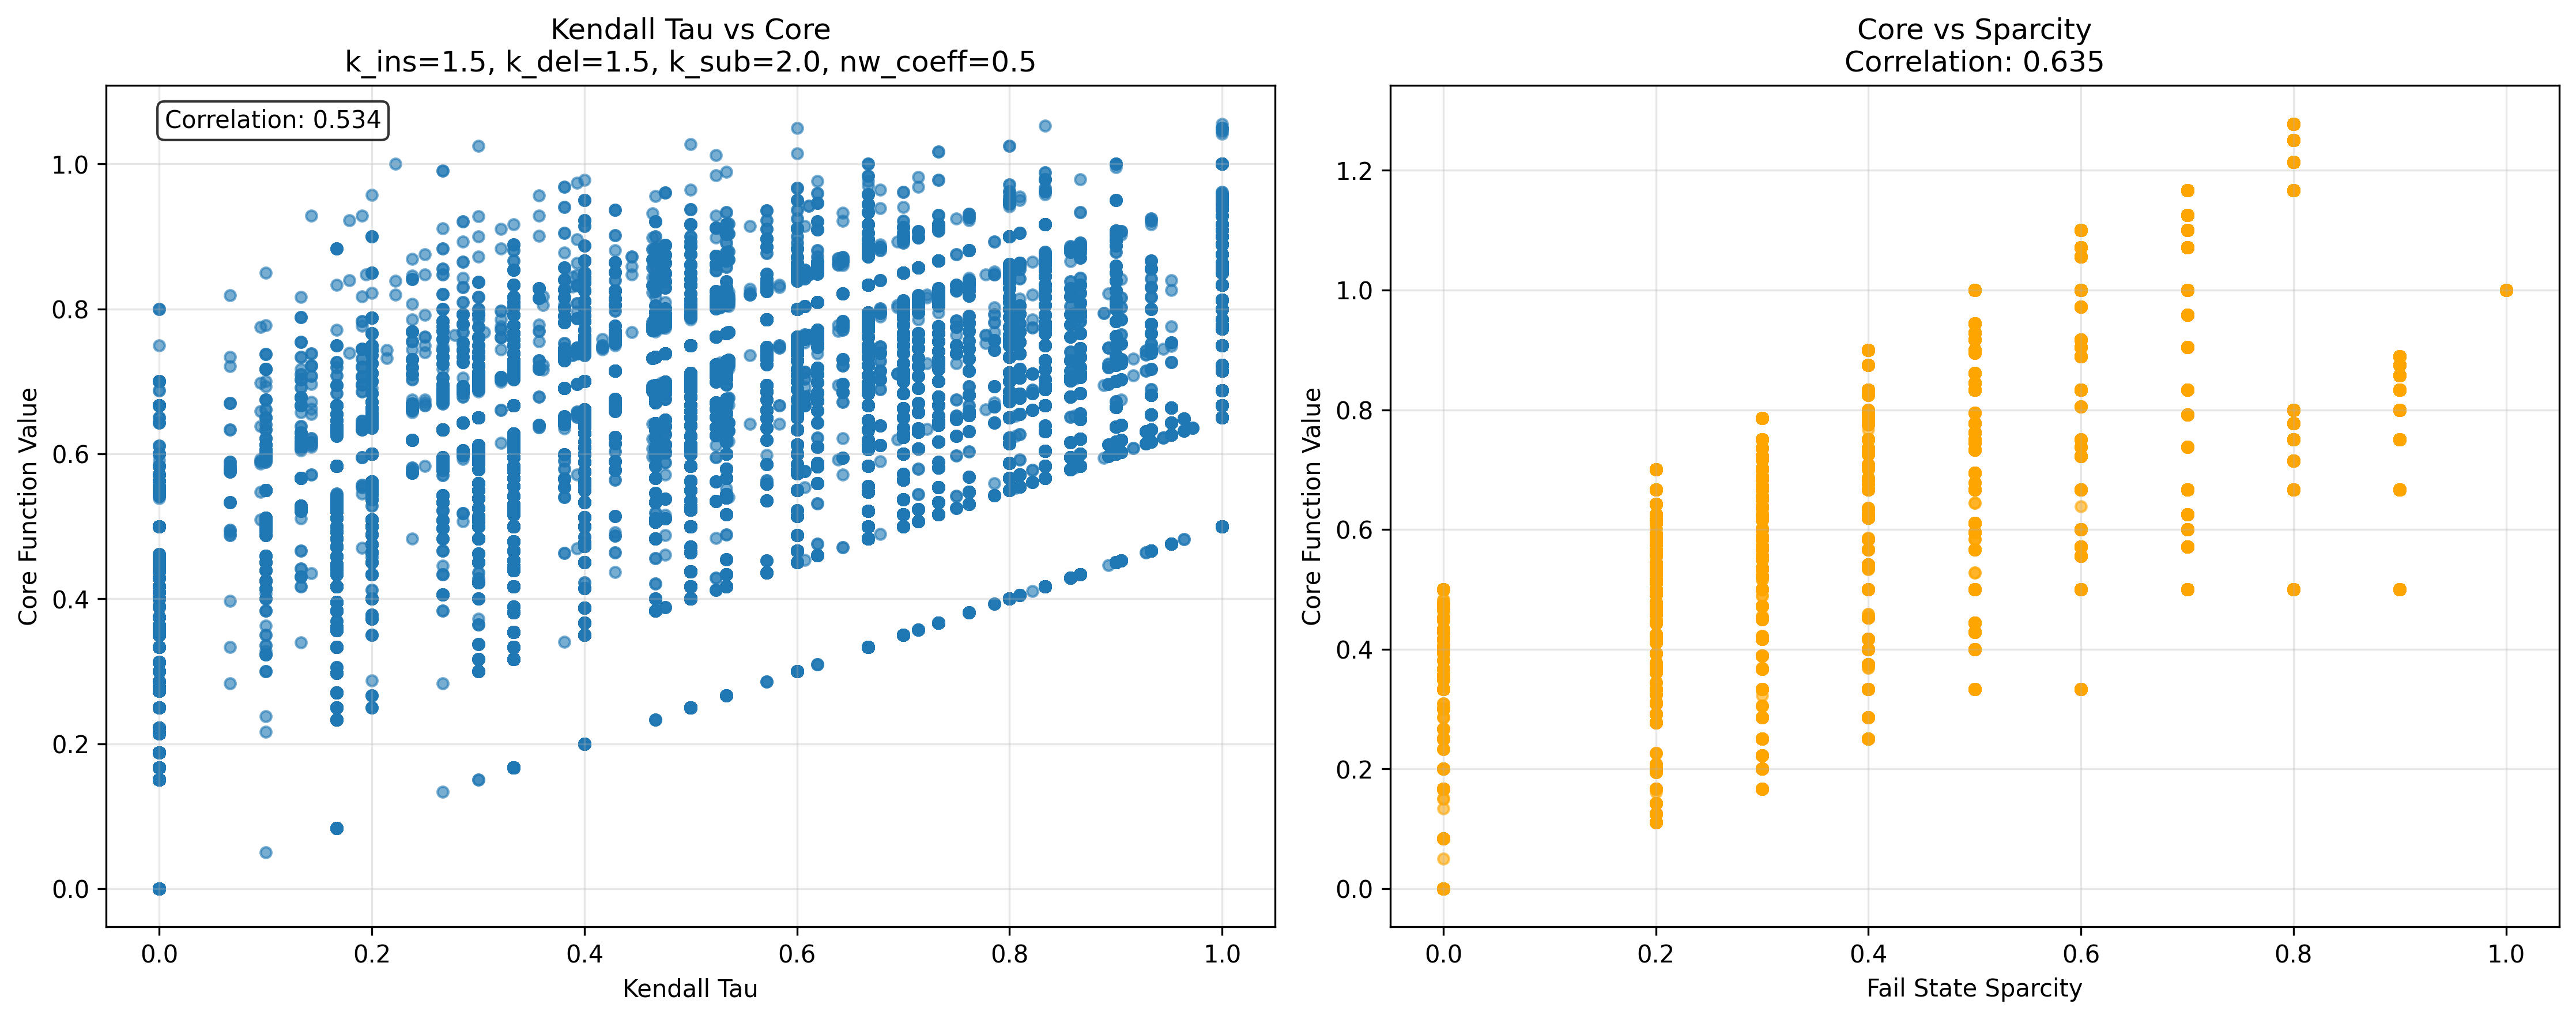 Kendall Tau vs Core
k_ins=1.5, k_del=1.5, k_sub=2.0, nw_coeff=0.5
Correlation: 0.534
Core Function Value
1.0
0.8
0.6
0.4
0.2
0.0
0.0 0.2 0.4 0.6 0.8 1.0
Kendall Tau
Core vs Sparcity
Correlation: 0.635
Core Function Value
1.2
1.0
0.8
0.6
0.4
0.2
0.0
0.0 0.2 0.4 0.6 0.8 1.0
Fail State Sparcity